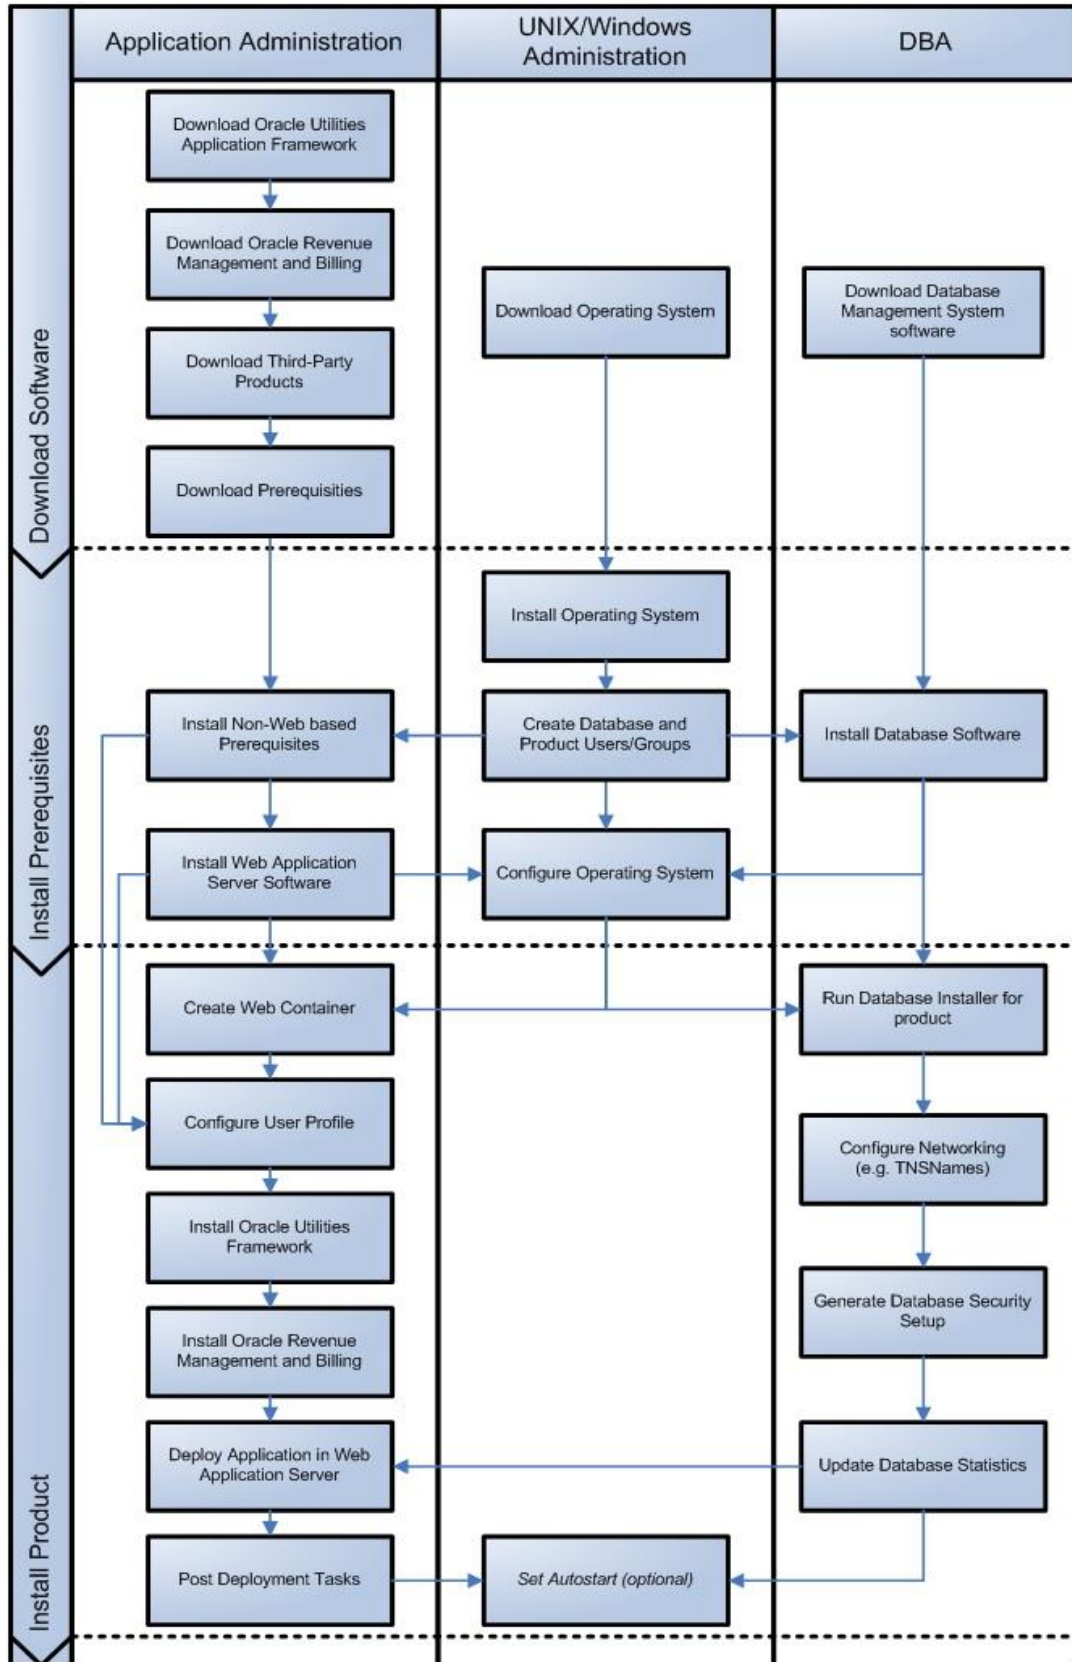 Application Administration
UNIX/Windows
Administration
DBA
Download Software
Download Oracle Utilities
Application Framework
Download Oracle Revenue
Management and Billing
Download Third-Party
Products
Download Prerequisities
Download Operating System
Download Database
Management System
software
Install Prerequisites
Install Operating System
Install Non-Web based
Prerequisites
Create Database and
Product Users/Groups
Install Database Software
Install Web Application
Server Software
Configure Operating System
Install Product
Create Web Container
Run Database Installer for
product
Configure User Profile
Configure Networking
(e.g. TNSNames)
Install Oracle Utilities
Framework
Generate Database Security
Setup
Install Oracle Revenue
Management and Billing
Deploy Application in Web
Application Server
Update Database Statistics
Post Deployment Tasks
Set Autostart (optional)